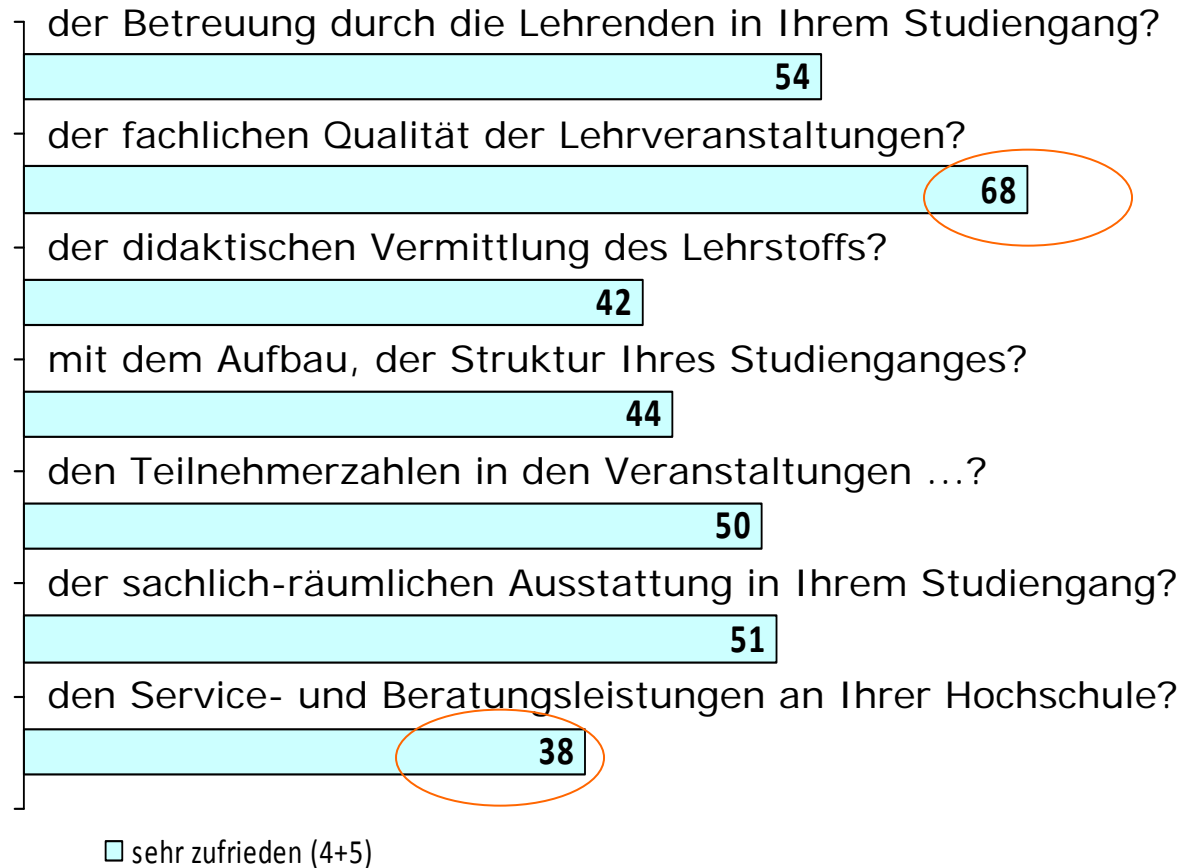 der Betreuung durch die Lehrenden in Ihrem Studiengang?
54
der fachlichen Qualität der Lehrveranstaltungen?
68
der didaktischen Vermittlung des Lehrstoffs?
42
mit dem Aufbau, der Struktur Ihres Studienganges?
44
den Teilnehmerzahlen in den Veranstaltungen ...?
50
der sachlich-räumlichen Ausstattung in Ihrem Studiengang?
51
den Service- und Beratungsleistungen an Ihrer Hochschule?
38
sehr zufrieden (4+5)